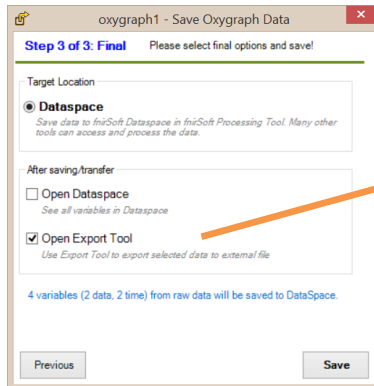 oxygraph1 - Save Oxygraph Data
Step 3 of 3: Final Please select final options and save!
Target Location
Dataspace
Save data to fnirSoft Dataspace in fnirSoft Processing Tool. Many other
tools can access and process the data.
After saving/transfer
Open Dataspace
See all variables in Dataspace
Open Export Tool
Use Export Tool to export selected data to external file
4 variables (2 data, 2 time) from raw data will be saved to DataSpace.
Previous Save